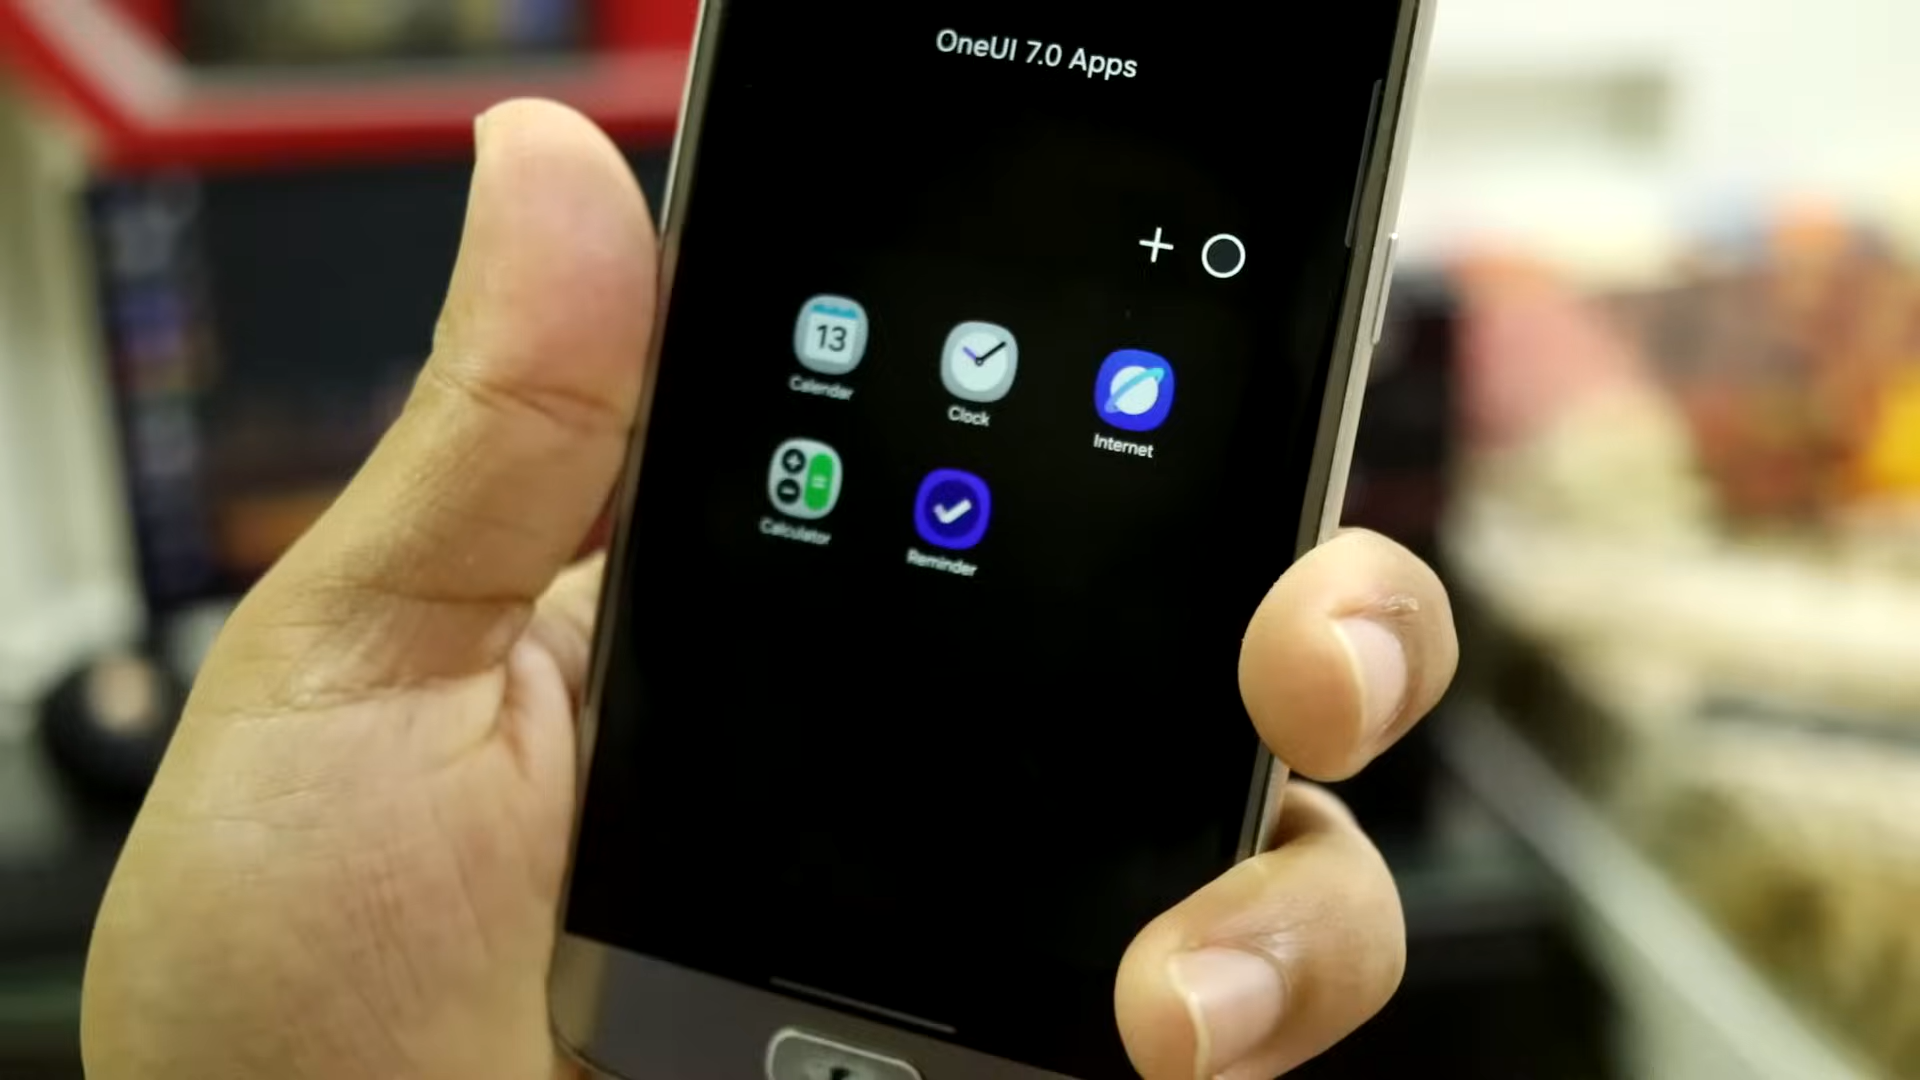 OneUI 7.0 Apps
13
Calendar
Clock
Internet
Calculator
Reminder